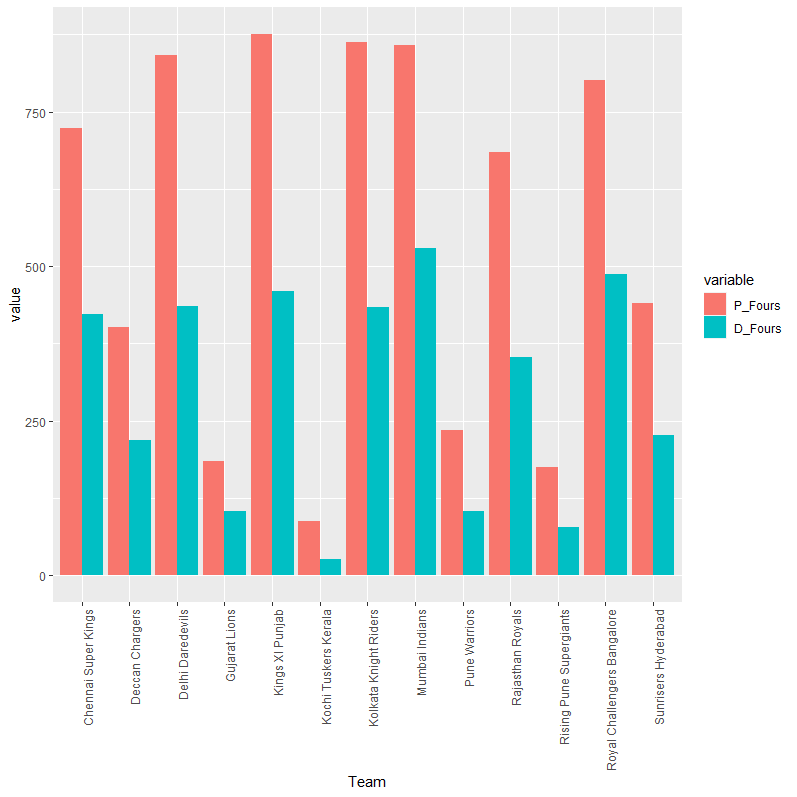 value
750
500
250
0
Chennai Super Kings
Deccan Chargers
Delhi Daredevils
Gujarat Lions
Kings XI Punjab
Kochi Tuskers Kerala
Kolkata Knight Riders
Mumbai Indians
Pune Warriors
Rajasthan Royals
Rising Pune Supergiants
Royal Challengers Bangalore
Sunrisers Hyderabad
Team
variable
P_Fours
D_Fours